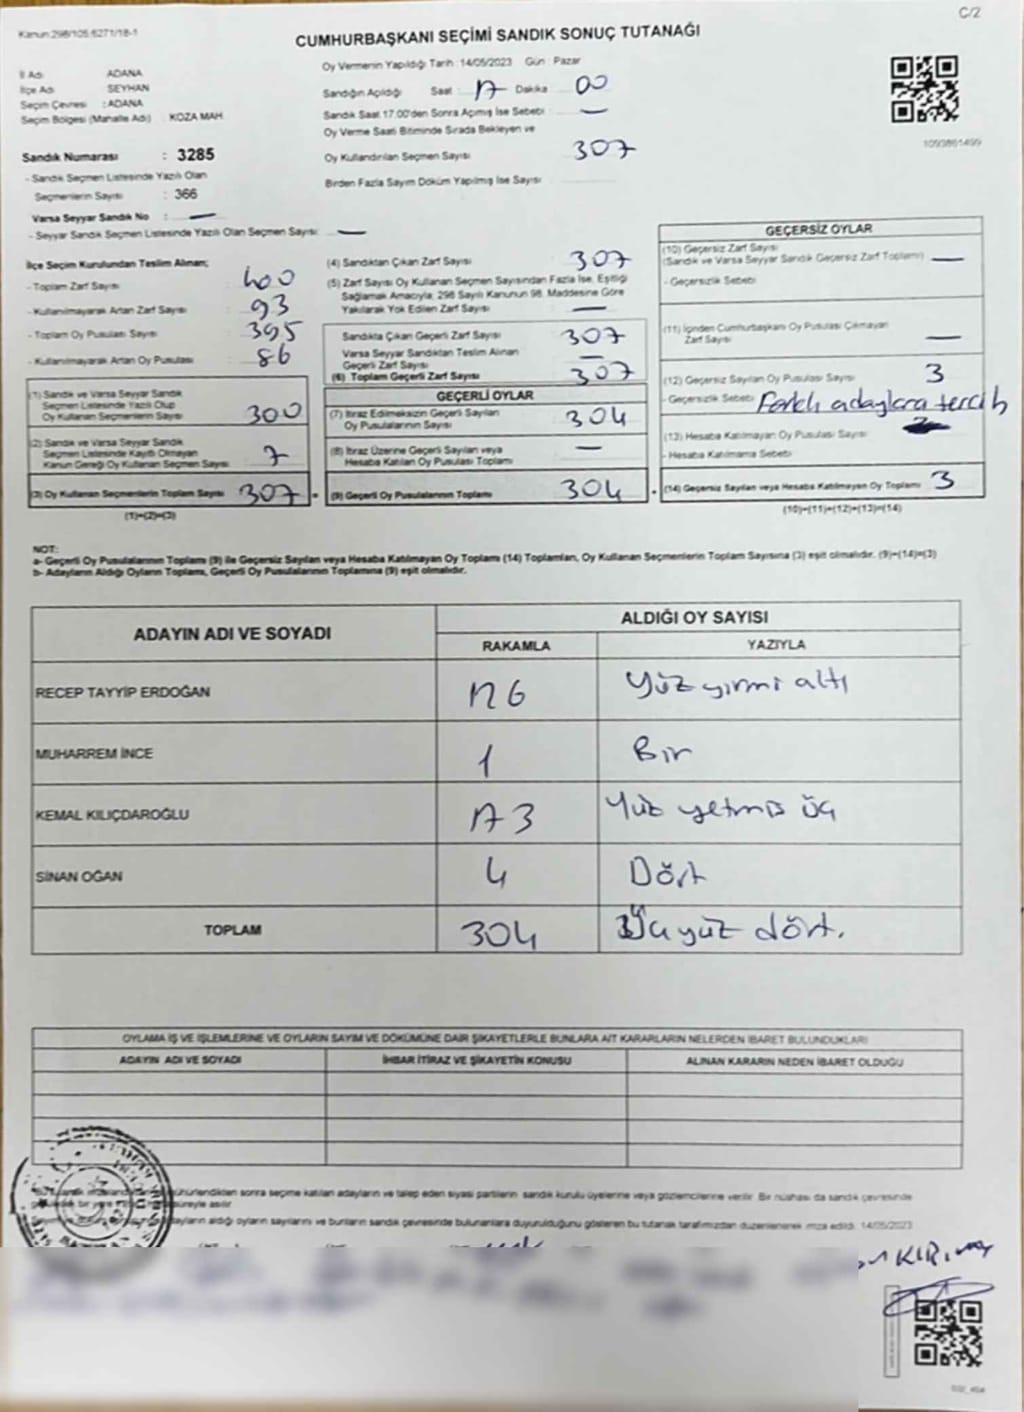 Kanun:298/105:6271/18-1
C/2
CUMHURBAŞKANI SEÇİMİ SANDIK SONUÇ TUTANAĞI
İl Adı : ADANA
İlçe Adı : SEYHAN
Seçim Çevresi : ADANA
Seçim Bölgesi (Mahalle Adı) : KOZA MAH.
Oy Vermenin Yapıldığı Tarih : 14/05/2023 Gün : Pazar
Sandığın Açıldığı Saat : 17 Dakika : 00
Sandık Saat 17:00'den Sonra Açılmış İse Sebebi : —
Oy Verme Saati Bitiminde Sırada Bekleyen ve
Oy Kullandırılan Seçmen Sayısı : 307
Birden Fazla Sayım Döküm Yapılmış İse Sayısı :
1093861499
Sandık Numarası : 3285
- Sandık Seçmen Listesinde Yazılı Olan
Seçmenlerin Sayısı : 366
Varsa Seyyar Sandık No : —
- Seyyar Sandık Seçmen Listesinde Yazılı Olan Seçmen Sayısı: —
İlçe Seçim Kurulundan Teslim Alınan;
- Toplam Zarf Sayısı : 400
- Kullanılmayarak Artan Zarf Sayısı : 93
- Toplam Oy Pusulası Sayısı : 395
- Kullanılmayarak Artan Oy Pusulası : 86
(1) Sandık ve Varsa Seyyar Sandık
Seçmen Listesinde Yazılı Olup
Oy Kullanan Seçmenlerin Sayısı : 300
(2) Sandık ve Varsa Seyyar Sandık
Seçmen Listesinde Kayıtlı Olmayan
Kanun Gereği Oy Kullanan Seçmen Sayısı : 7
(3) Oy Kullanan Seçmenlerin Toplam Sayısı : 307
(1)+(2)=(3)
(4) Sandıktan Çıkan Zarf Sayısı : 307
(5) Zarf Sayısı Oy Kullanan Seçmen Sayısından Fazla İse, Eşitliği
Sağlamak Amacıyla; 298 Sayılı Kanunun 98. Maddesine Göre
Yakılarak Yok Edilen Zarf Sayısı : —
Sandıkta Çıkan Geçerli Zarf Sayısı : 307
Varsa Seyyar Sandıktan Teslim Alınan
Geçerli Zarf Sayısı : —
(6) Toplam Geçerli Zarf Sayısı : 307
GEÇERLİ OYLAR
(7) İtiraz Edilmeksizin Geçerli Sayılan
Oy Pusulalarının Sayısı : 304
(8) İtiraz Üzerine Geçerli Sayılan veya
Hesaba Katılan Oy Pusulası Toplamı : —
(9) Geçerli Oy Pusulalarının Toplamı : 304
GEÇERSİZ OYLAR
(10) Geçersiz Zarf Sayısı
(Sandık ve Varsa Seyyar Sandık Geçersiz Zarf Toplamı) : —
- Geçersizlik Sebebi :
(11) İçinden Cumhurbaşkanı Oy Pusulası Çıkmayan
Zarf Sayısı : —
(12) Geçersiz Sayılan Oy Pusulası Sayısı : 3
- Geçersizlik Sebebi : Farklı adaylara tercih
(13) Hesaba Katılmayan Oy Pusulası Sayısı :
- Hesaba Katılmama Sebebi :
(14) Geçersiz Sayılan veya Hesaba Katılmayan Oy Toplamı : 3
(10)+(11)+(12)+(13)=(14)
NOT:
a- Geçerli Oy Pusulalarının Toplamı (9) ile Geçersiz Sayılan veya Hesaba Katılmayan Oy Toplamı (14) Toplamları, Oy Kullanan Seçmenlerin Toplam Sayısına (3) eşit olmalıdır. (9)+(14)=(3)
b- Adayların Aldığı Oyların Toplamı, Geçerli Oy Pusulalarının Toplamına (9) eşit olmalıdır.
ADAYIN ADI VE SOYADI
ALDIĞI OY SAYISI
RAKAMLA YAZIYLA
RECEP TAYYİP ERDOĞAN 126 Yüz yirmi altı
MUHARREM İNCE 1 Bir
KEMAL KILIÇDAROĞLU 173 Yüz yetmiş üç
SİNAN OĞAN 4 Dört
TOPLAM 304 Üçyüz dört.
OYLAMA İŞ VE İŞLEMLERİNE VE OYLARIN SAYIM VE DÖKÜMÜNE DAİR ŞİKAYETLERLE BUNLARA AİT KARARLARIN NELERDEN İBARET BULUNDUKLARI
ADAYIN ADI VE SOYADI İHBAR İTİRAZ VE ŞİKAYETİN KONUSU ALINAN KARARIN NEDEN İBARET OLDUĞU
mühürlendikten sonra seçime katılan adayların ve talep eden siyasi partilerin sandık kurulu üyelerine veya gözlemcilerine verilir. Bir nüshası da sandık çevresinde
süreyle asılır.
adayların aldığı oyların sayılarını ve bunların sandık çevresinde bulunanlara duyurulduğunu gösteren bu tutanak tarafımızdan düzenlenerek imza edildi. 14/05/2023